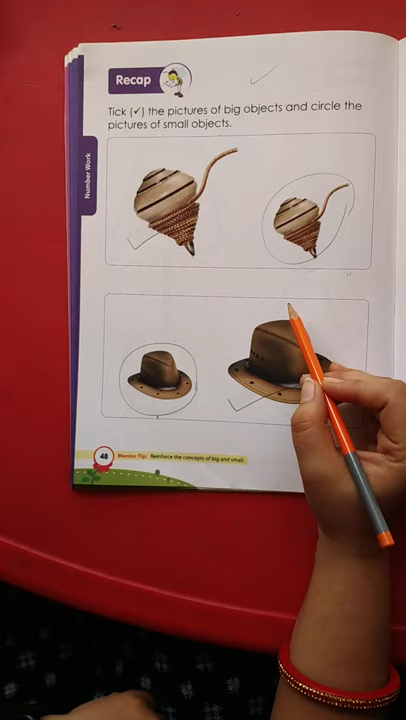 Recap
Tick (✓) the pictures of big objects and circle the
pictures of small objects.
Number Work
48 Mentor Tip: Reinforce the concepts of big and small.